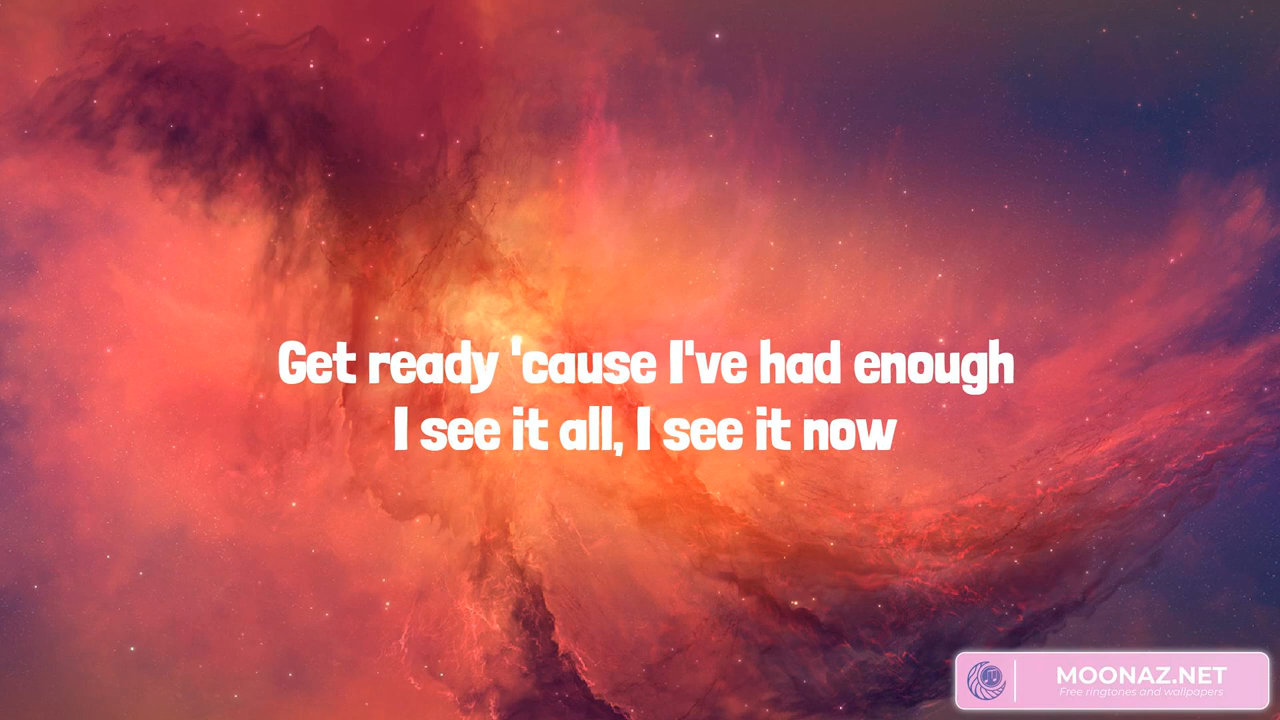 Get ready 'cause I've had enough
I see it all, I see it now
MOONAZ.NET
Free ringtones and wallpapers